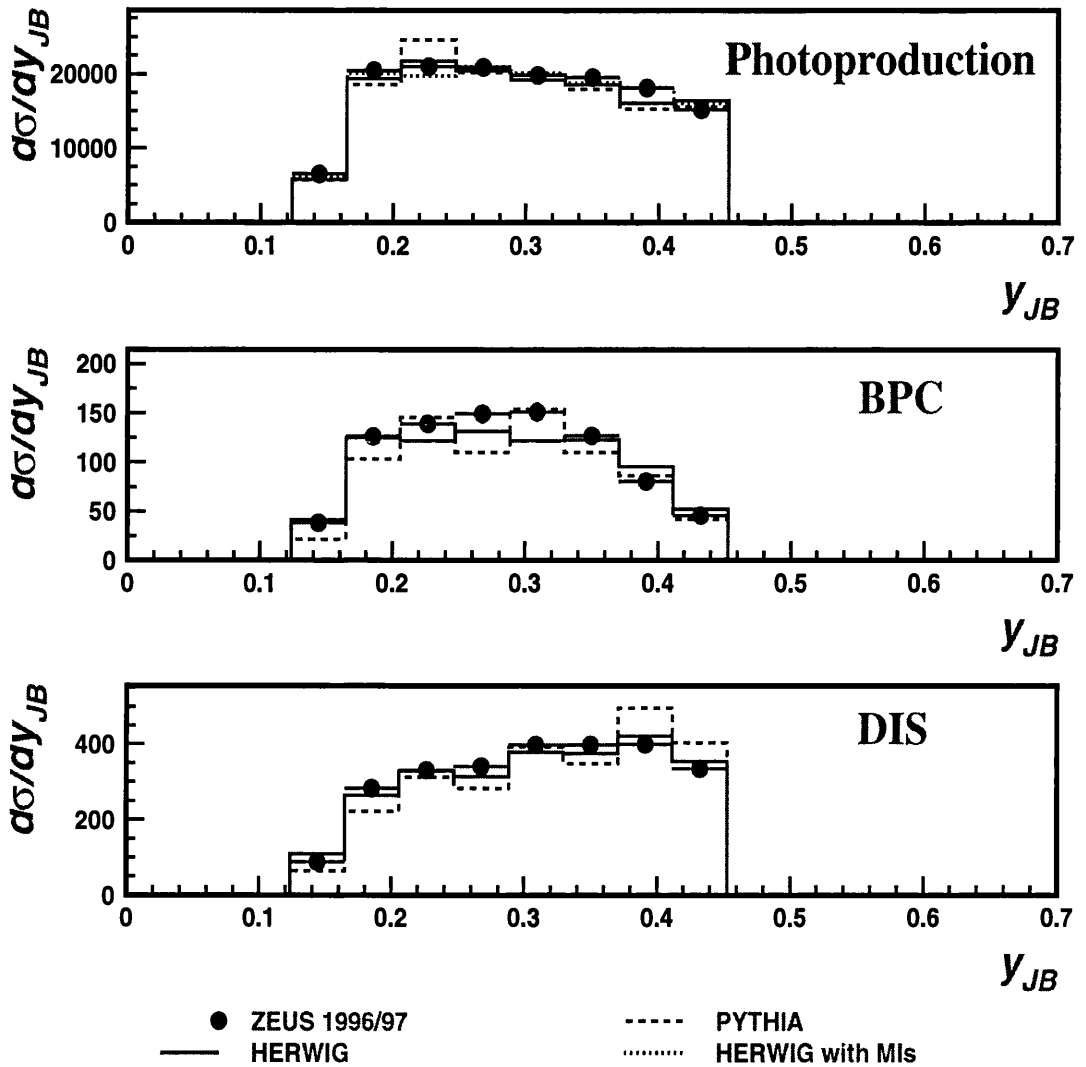 dσ/dy_JB
Photoproduction
20000
10000
0
0 0.1 0.2 0.3 0.4 0.5 0.6 0.7
y_JB
dσ/dy_JB
BPC
200
150
100
50
0
0 0.1 0.2 0.3 0.4 0.5 0.6 0.7
y_JB
dσ/dy_JB
DIS
400
200
0
0 0.1 0.2 0.3 0.4 0.5 0.6 0.7
y_JB
ZEUS 1996/97
PYTHIA
HERWIG
HERWIG with MIs